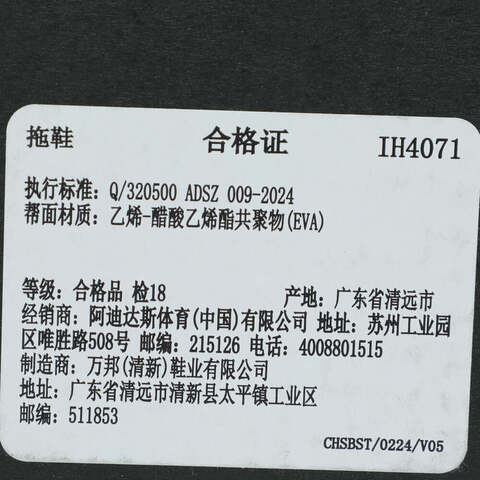 拖鞋 合格证 IH4071
执行标准: Q/320500 ADSZ 009-2024
帮面材质: 乙烯-醋酸乙烯酯共聚物(EVA)
等级: 合格品 检18 产地: 广东省清远市
经销商: 阿迪达斯体育(中国)有限公司 地址: 苏州工业园
区唯胜路508号 邮编: 215126 电话: 4008801515
制造商: 万邦(清新)鞋业有限公司
地址: 广东省清远市清新县太平镇工业区
邮编: 511853
CHSBST/0224/V05